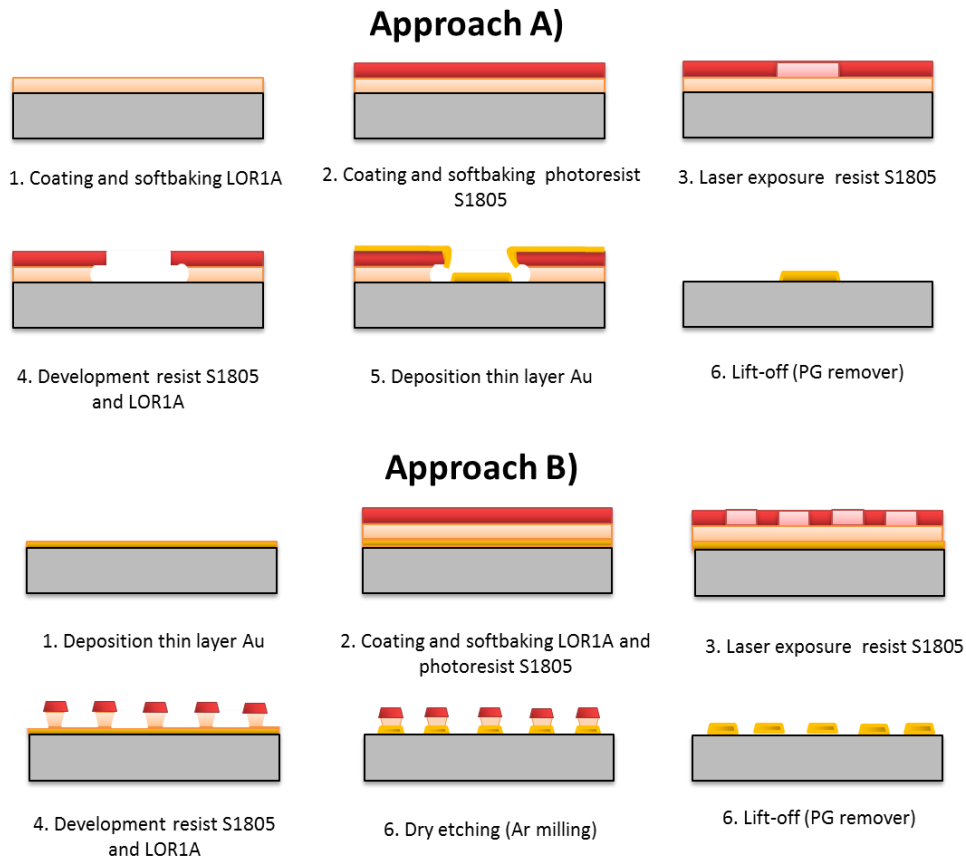 Approach A)
1. Coating and softbaking LOR1A
2. Coating and softbaking photoresist
S1805
3. Laser exposure resist S1805
4. Development resist S1805
and LOR1A
5. Deposition thin layer Au
6. Lift-off (PG remover)
Approach B)
1. Deposition thin layer Au
2. Coating and softbaking LOR1A and
photoresist S1805
3. Laser exposure resist S1805
4. Development resist S1805
and LOR1A
6. Dry etching (Ar milling)
6. Lift-off (PG remover)